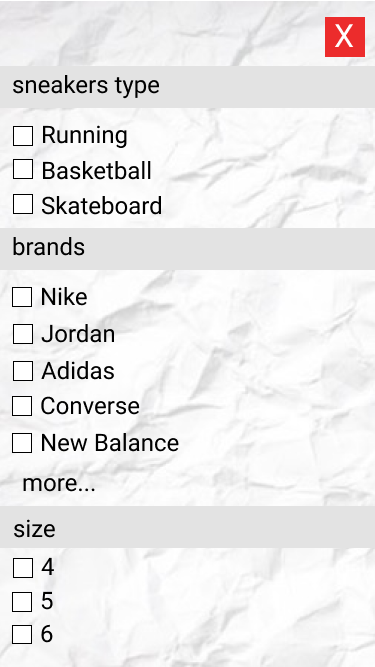 X
sneakers type
Running
Basketball
Skateboard
brands
Nike
Jordan
Adidas
Converse
New Balance
more...
size
4
5
6